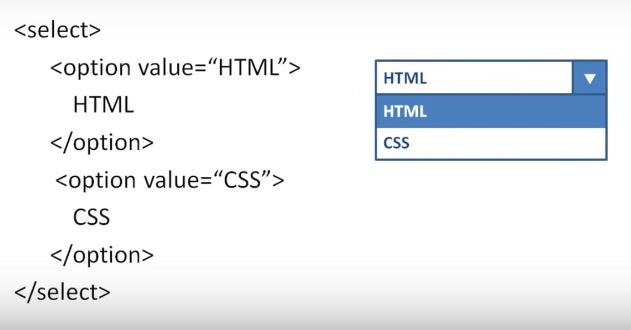 <select>
<option value=“HTML”>
HTML
</option>
<option value=“CSS”>
CSS
</option>
</select>
HTML
HTML
CSS